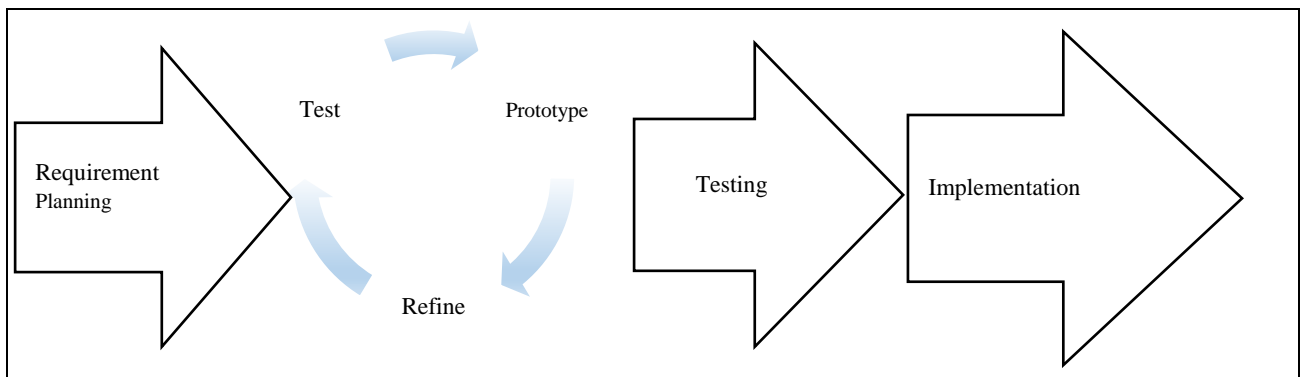 Requirement
Planning
Test
Prototype
Refine
Testing
Implementation